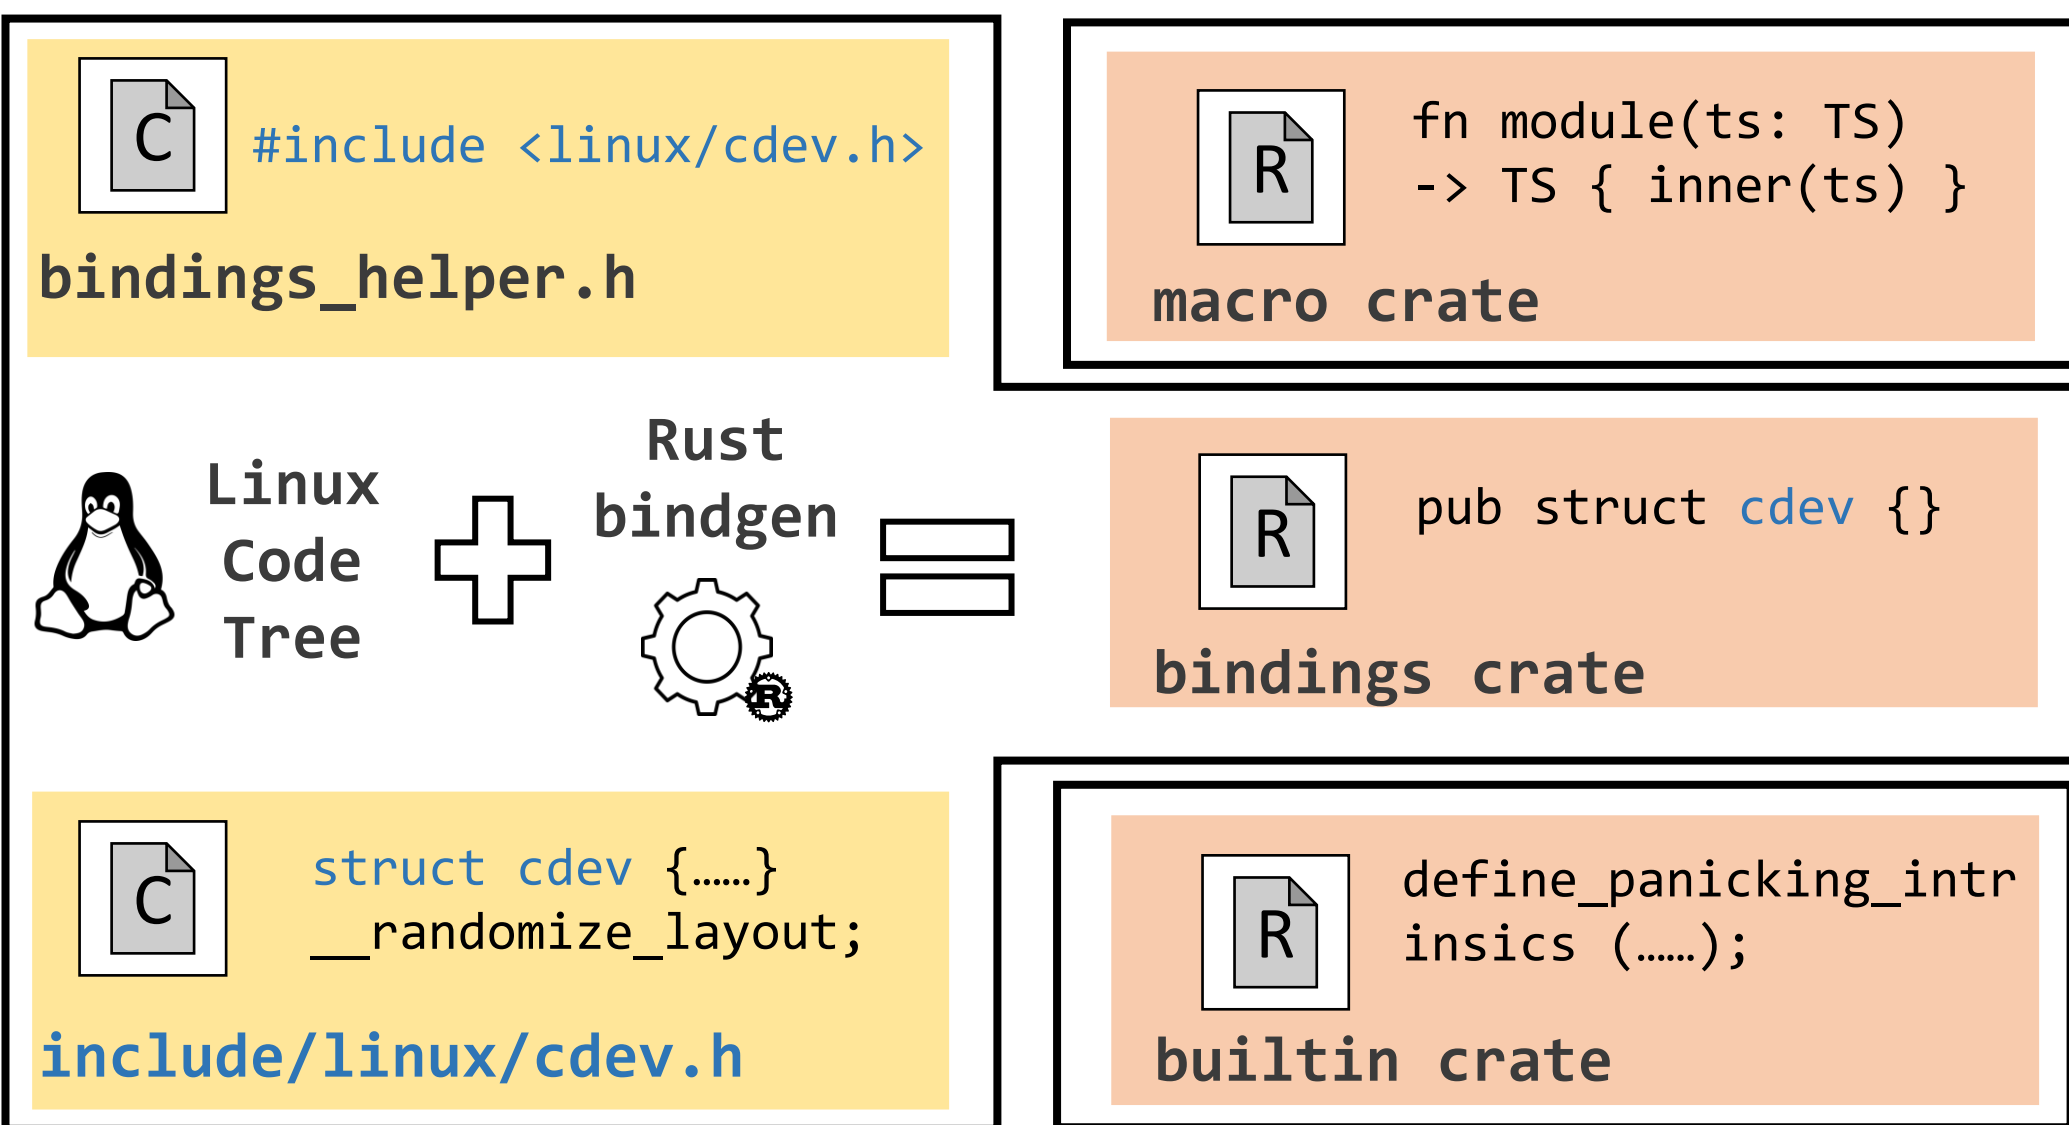 C
#include <linux/cdev.h>
bindings_helper.h
R
fn module(ts: TS)
-> TS { inner(ts) }
macro crate
Linux
Code
Tree
Rust
bindgen
R
R
pub struct cdev {}
bindings crate
C
struct cdev {……}
__randomize_layout;
include/linux/cdev.h
R
define_panicking_intr
insics (……);
builtin crate